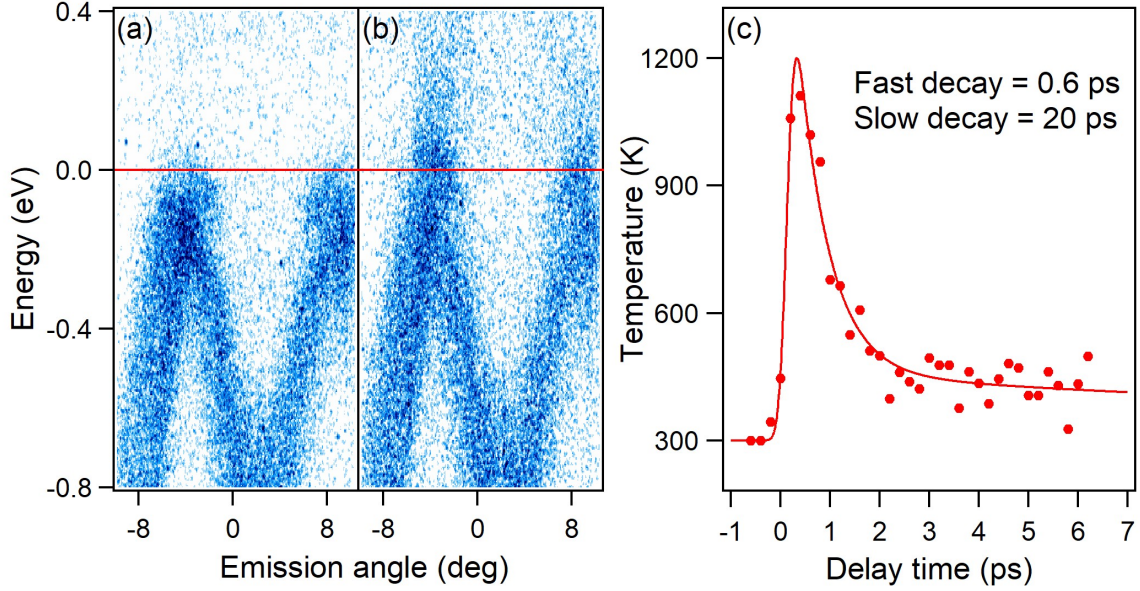 (a)
(b)
(c)
0.4
0.0
-0.4
-0.8
Energy (eV)
-8 0 8
-8 0 8
Emission angle (deg)
Fast decay = 0.6 ps
Slow decay = 20 ps
1200
900
600
300
Temperature (K)
-1 0 1 2 3 4 5 6 7
Delay time (ps)